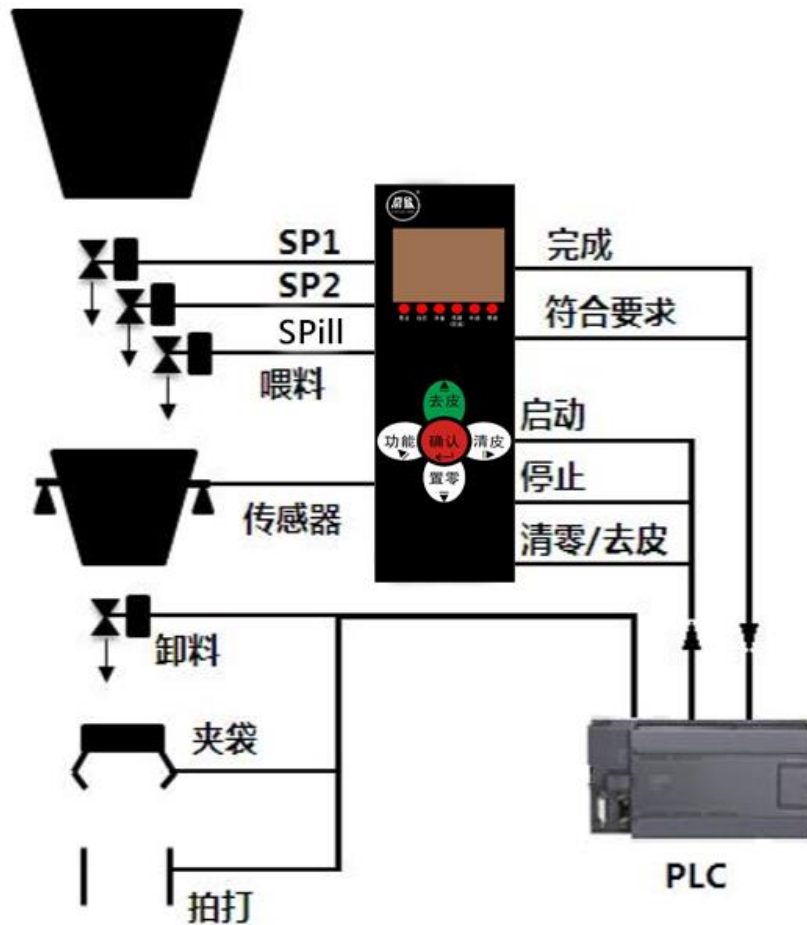 SP1
完成
SP2
符合要求
SPill
喂料
去皮
启动
功能
确认
清皮
停止
置零
传感器
清零/去皮
卸料
夹袋
PLC
拍打